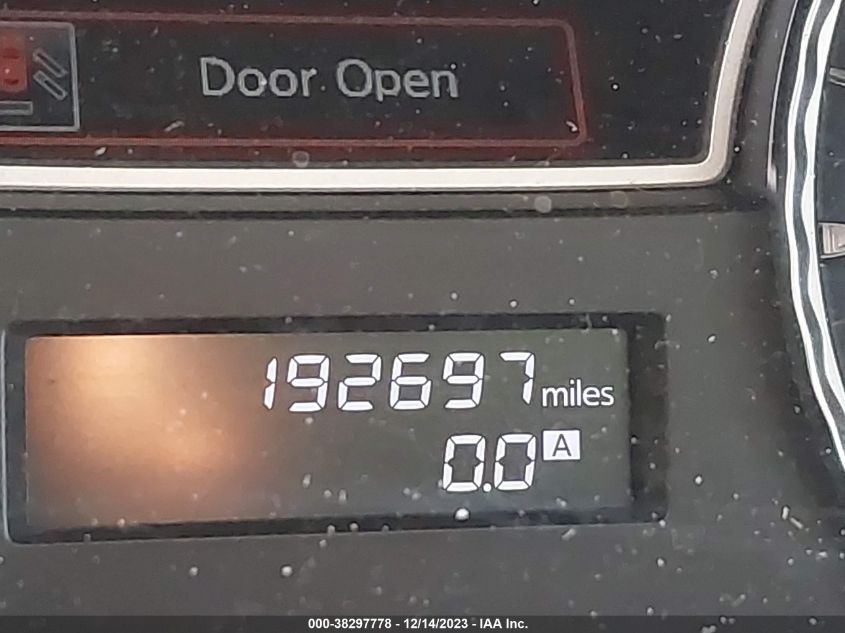 Door Open
192697 miles
0.0 A
000-38297778 - 12/14/2023 - IAA Inc.